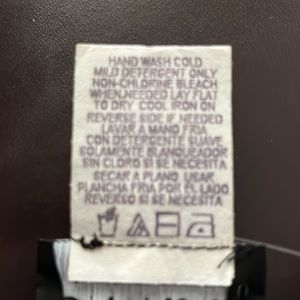 HAND WASH COLD
MILD DETERGENT ONLY
NON-CHLORINE BLEACH
WHEN NEEDED LAY FLAT
TO DRY COOL IRON ON
REVERSE SIDE IF NEEDED
LAVAR A MANO FRIA
CON DETERGENTE SUAVE
SOLAMENTE BLANQUEADOR
SIN CLORO SI SE NECESITA
SECAR A PLANO USAR
PLANCHA FRIA POR EL LADO
REVERSO SI SE NECESITA